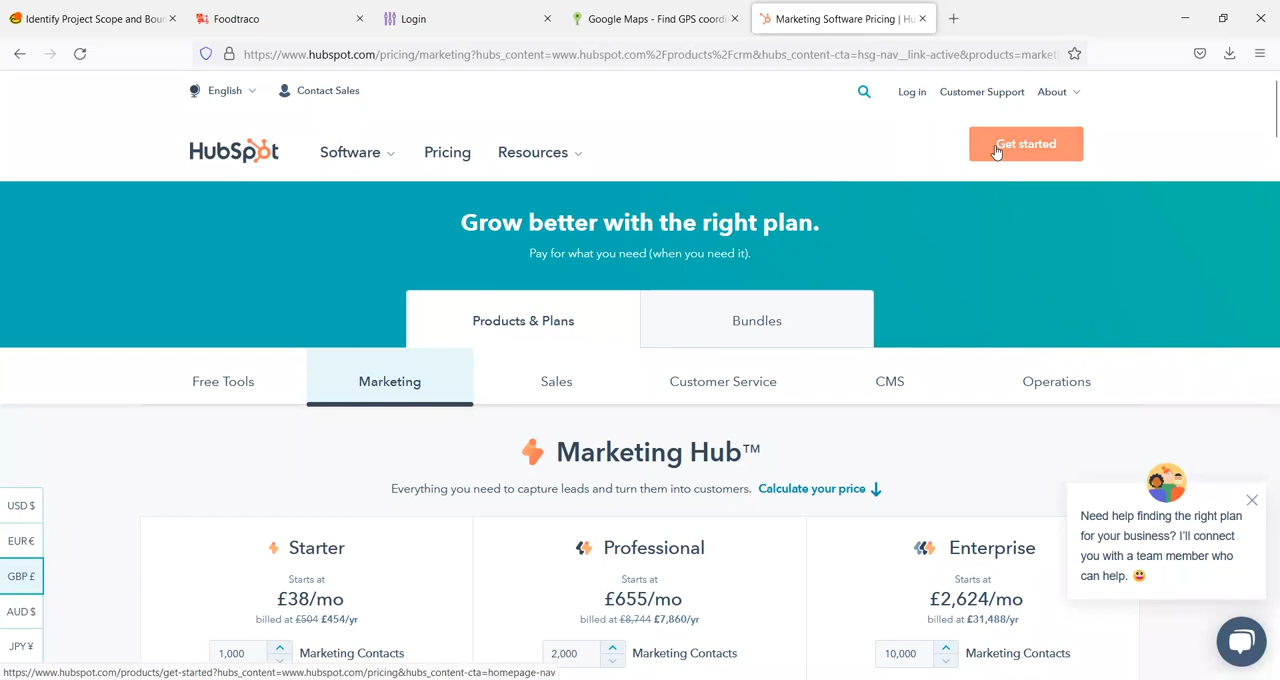 Identify Project Scope and Bour
Foodtraco
Login
Google Maps - Find GPS coordi
Marketing Software Pricing | Hu
https://www.hubspot.com/pricing/marketing?hubs_content=www.hubspot.com%2Fproducts%2Fcrm&hubs_content-cta=hsg-nav__link-active&products=market
English
Contact Sales
Log in
Customer Support
About
HubSpot
Software
Pricing
Resources
Get started
Grow better with the right plan.
Pay for what you need (when you need it).
Products & Plans
Bundles
Free Tools
Marketing
Sales
Customer Service
CMS
Operations
Marketing Hub™
Everything you need to capture leads and turn them into customers. Calculate your price
USD $
EUR €
GBP £
AUD $
JPY ¥
Starter
Starts at
£38/mo
billed at £504 £454/yr
1,000
Marketing Contacts
Professional
Starts at
£655/mo
billed at £8,744 £7,860/yr
2,000
Marketing Contacts
Enterprise
Starts at
£2,624/mo
billed at £31,488/yr
10,000
Marketing Contacts
Need help finding the right plan
for your business? I'll connect
you with a team member who
can help. 😃
https://www.hubspot.com/products/get-started?hubs_content=www.hubspot.com/pricing&hubs_content-cta=homepage-nav